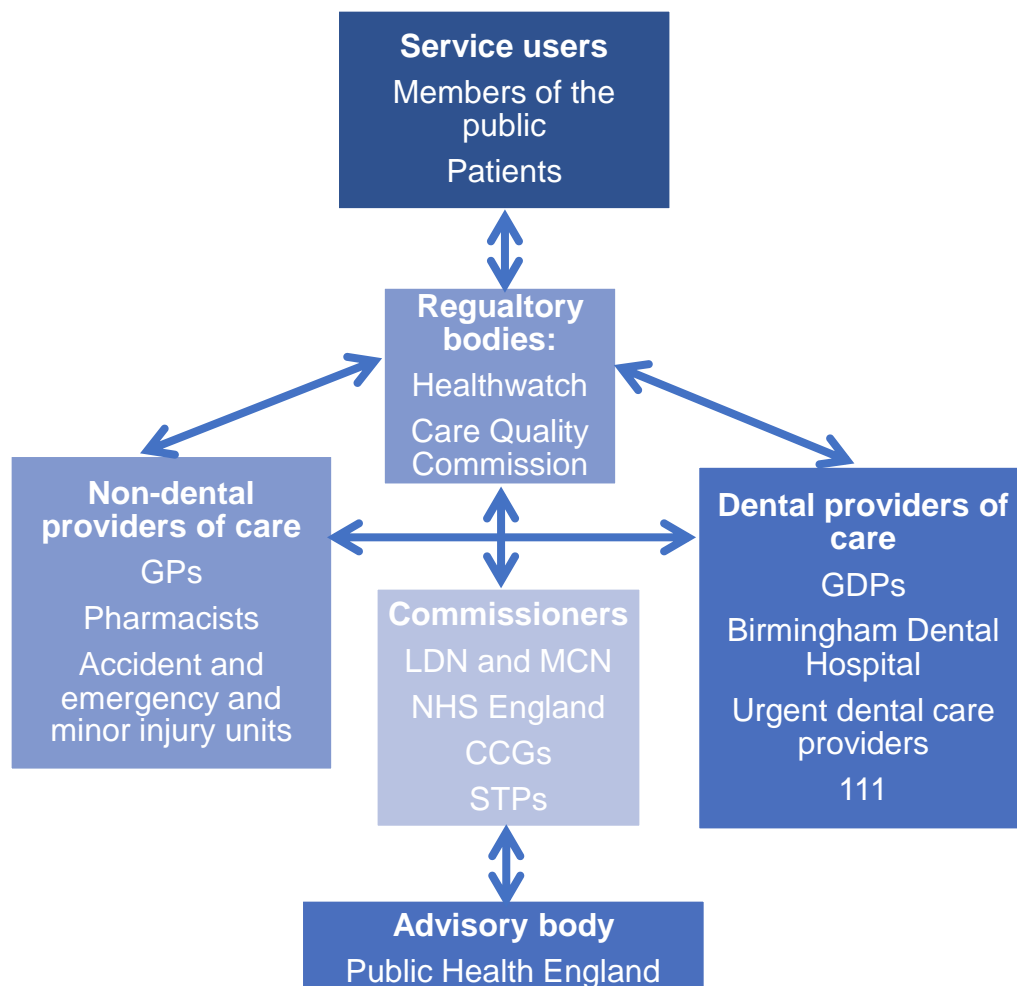 Service users
Members of the
public
Patients
Regualtory
bodies:
Healthwatch
Care Quality
Commission
Non-dental
providers of care
GPs
Pharmacists
Accident and
emergency and
minor injury units
Commissioners
LDN and MCN
NHS England
CCGs
STPs
Dental providers of
care
GDPs
Birmingham Dental
Hospital
Urgent dental care
providers
111
Advisory body
Public Health England